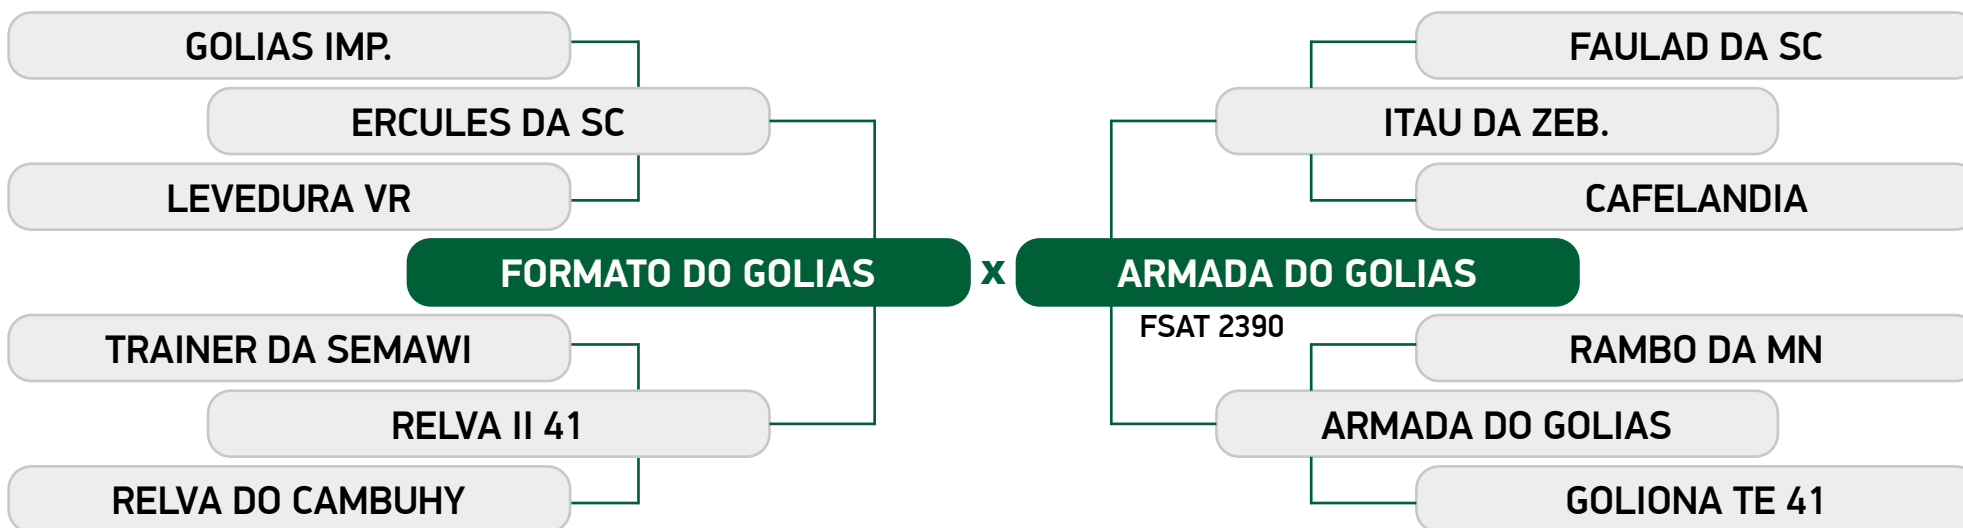 GOLIAS IMP.
FAULAD DA SC
ERCULES DA SC
ITAU DA ZEB.
LEVEDURA VR
CAFELANDIA
FORMATO DO GOLIAS x ARMADA DO GOLIAS
FSAT 2390
TRAINER DA SEMAWI
RAMBO DA MN
RELVA II 41
ARMADA DO GOLIAS
RELVA DO CAMBUHY
GOLIONA TE 41